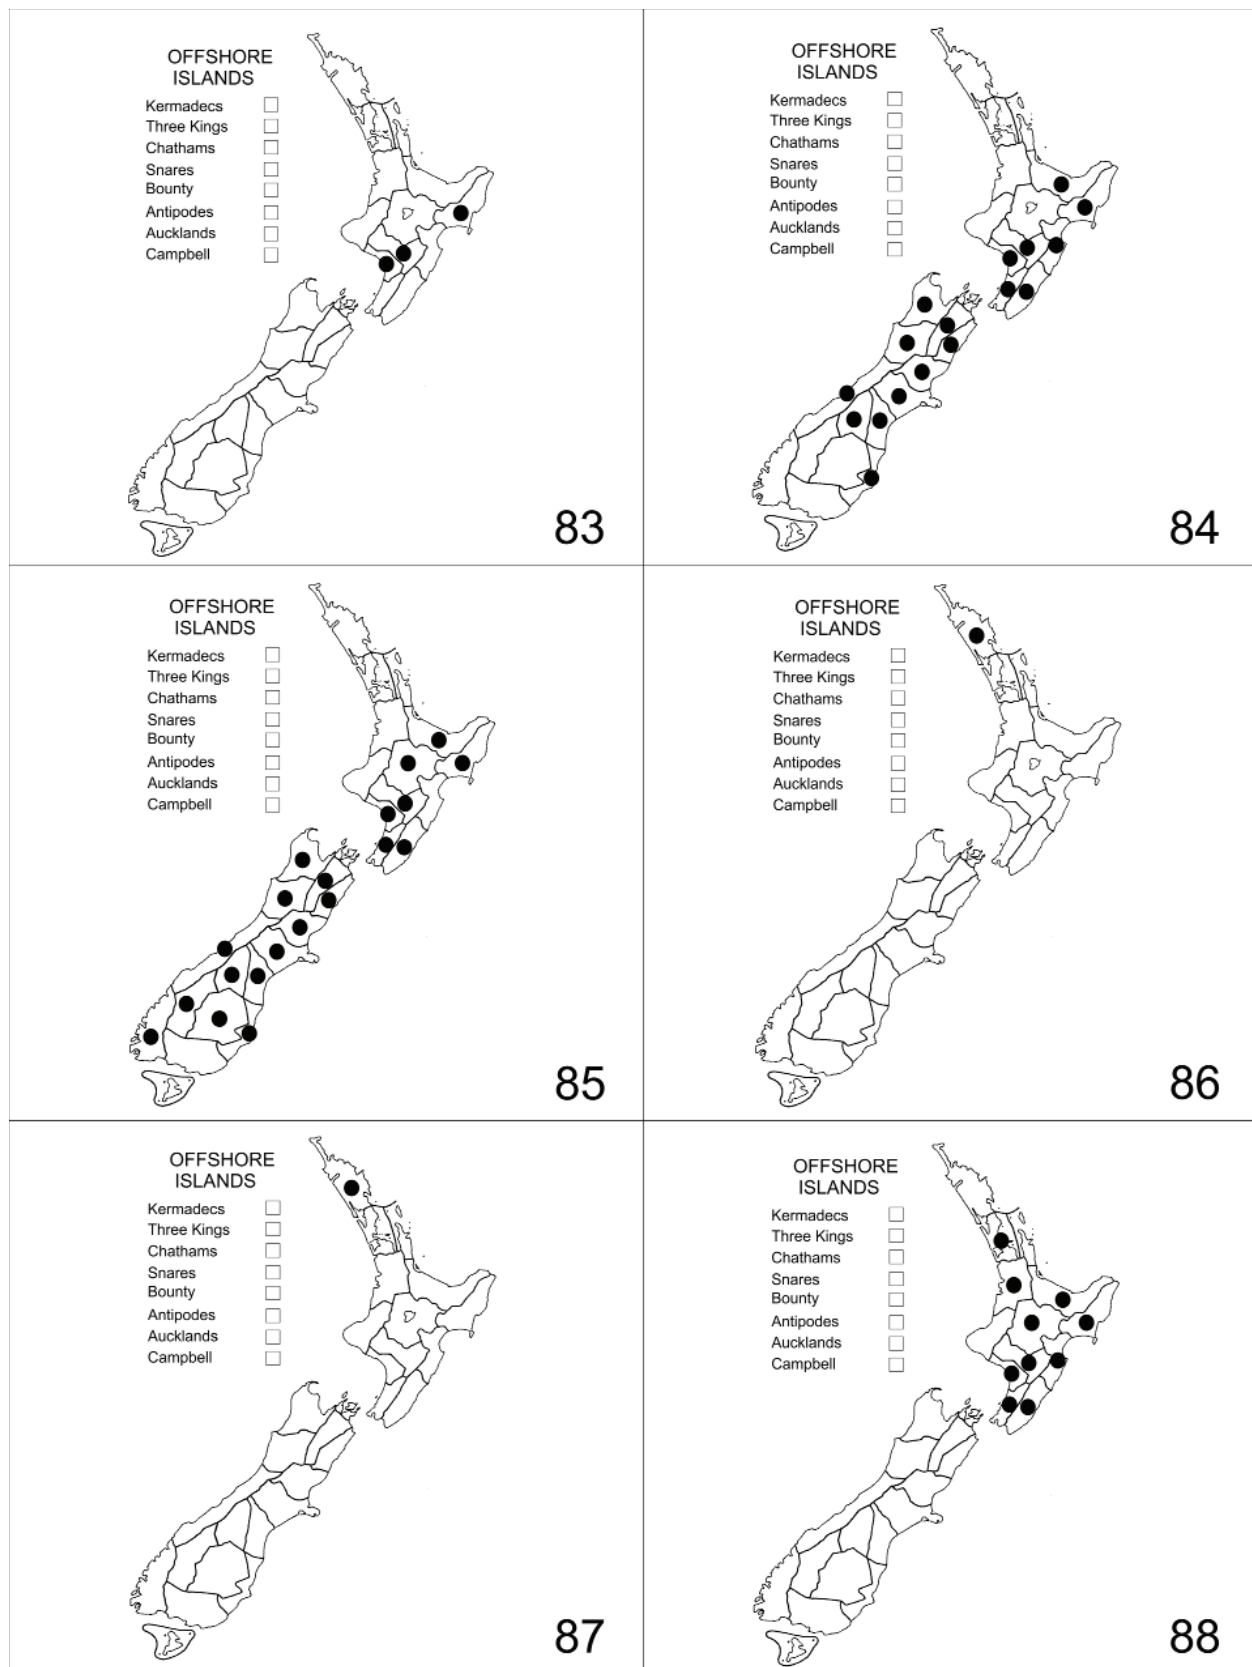 OFFSHORE
ISLANDS
Kermadecs
Three Kings
Chathams
Snares
Bounty
Antipodes
Aucklands
Campbell
83
OFFSHORE
ISLANDS
Kermadecs
Three Kings
Chathams
Snares
Bounty
Antipodes
Aucklands
Campbell
84
OFFSHORE
ISLANDS
Kermadecs
Three Kings
Chathams
Snares
Bounty
Antipodes
Aucklands
Campbell
85
OFFSHORE
ISLANDS
Kermadecs
Three Kings
Chathams
Snares
Bounty
Antipodes
Aucklands
Campbell
86
OFFSHORE
ISLANDS
Kermadecs
Three Kings
Chathams
Snares
Bounty
Antipodes
Aucklands
Campbell
87
OFFSHORE
ISLANDS
Kermadecs
Three Kings
Chathams
Snares
Bounty
Antipodes
Aucklands
Campbell
88